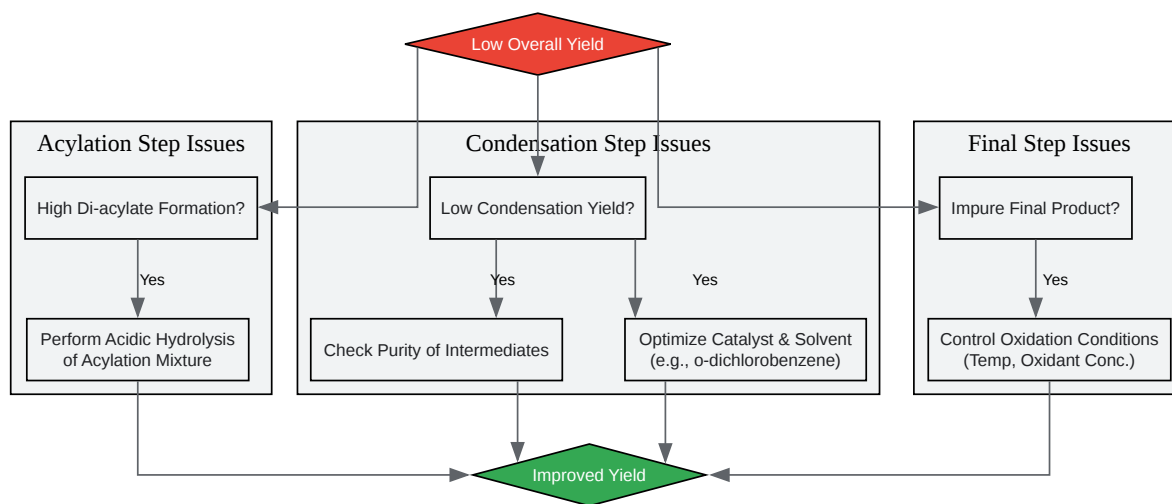 Low Overall Yield
Acylation Step Issues
Condensation Step Issues
Final Step Issues
High Di-acylate Formation?
Low Condensation Yield?
Impure Final Product?
Yes
Yes
Yes
Yes
Perform Acidic Hydrolysis
of Acylation Mixture
Check Purity of Intermediates
Optimize Catalyst & Solvent
(e.g., o-dichlorobenzene)
Control Oxidation Conditions
(Temp, Oxidant Conc.)
Improved Yield